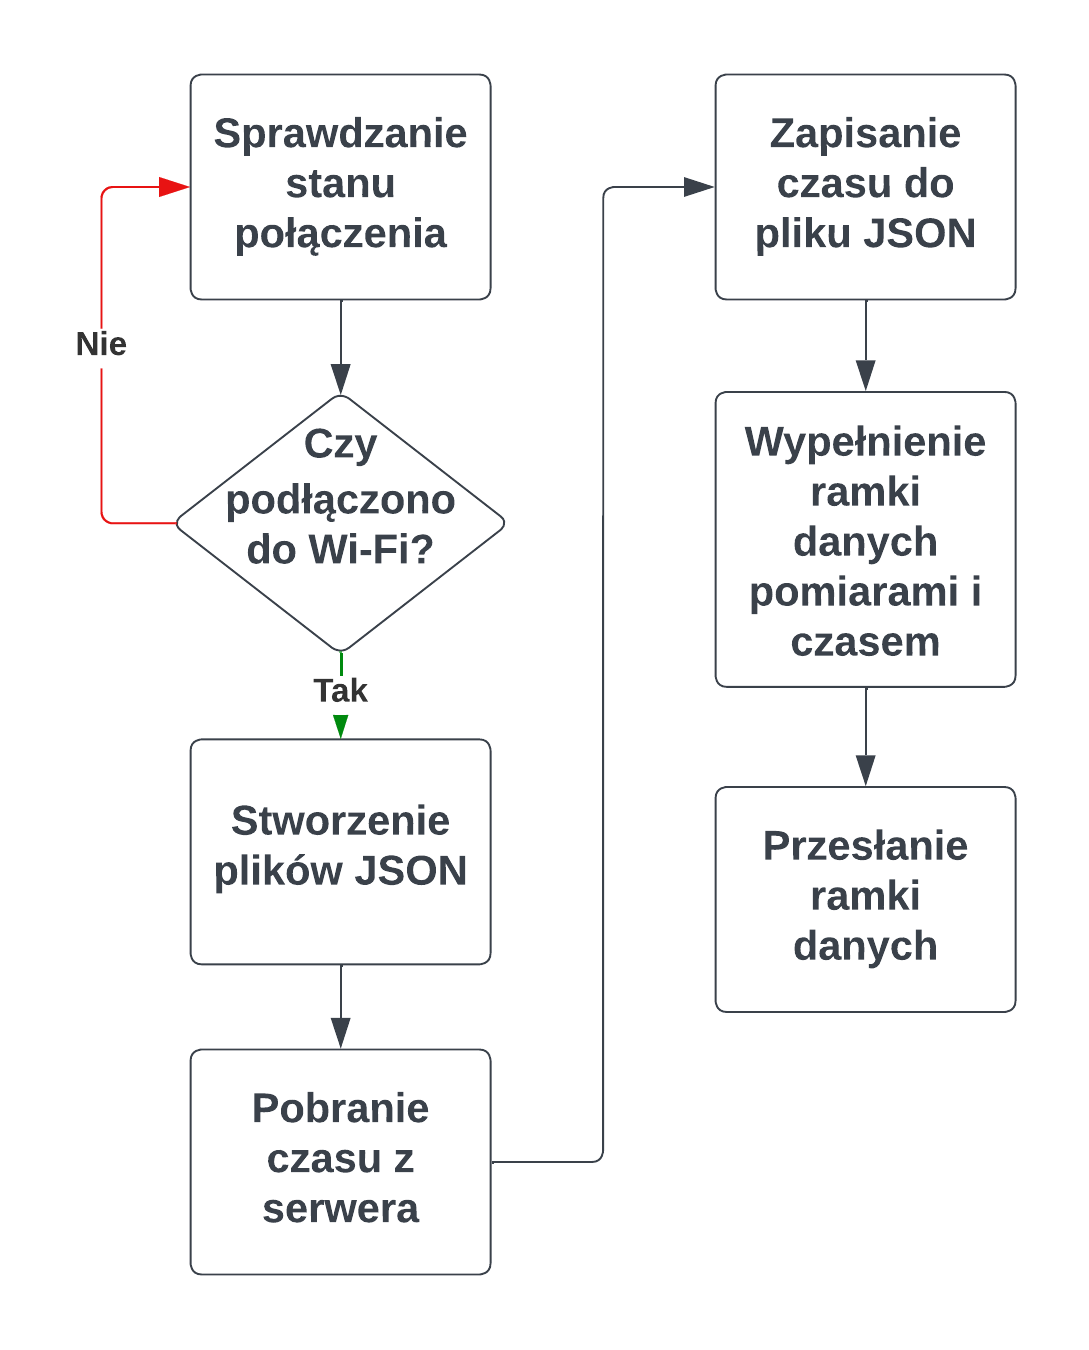 Sprawdzanie
stanu
połączenia
Nie
Czy
podłączono
do Wi-Fi?
Tak
Stworzenie
plików JSON
Pobranie
czasu z
serwera
Zapisanie
czasu do
pliku JSON
Wypełnienie
ramki
danych
pomiarami i
czasem
Przesłanie
ramki
danych